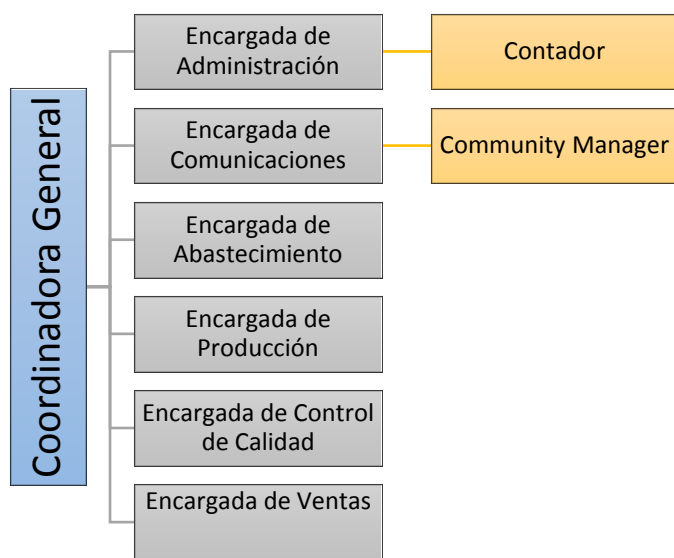 Coordinadora General
Encargada de
Administración
Contador
Encargada de
Comunicaciones
Community Manager
Encargada de
Abastecimiento
Encargada de
Producción
Encargada de Control
de Calidad
Encargada de Ventas